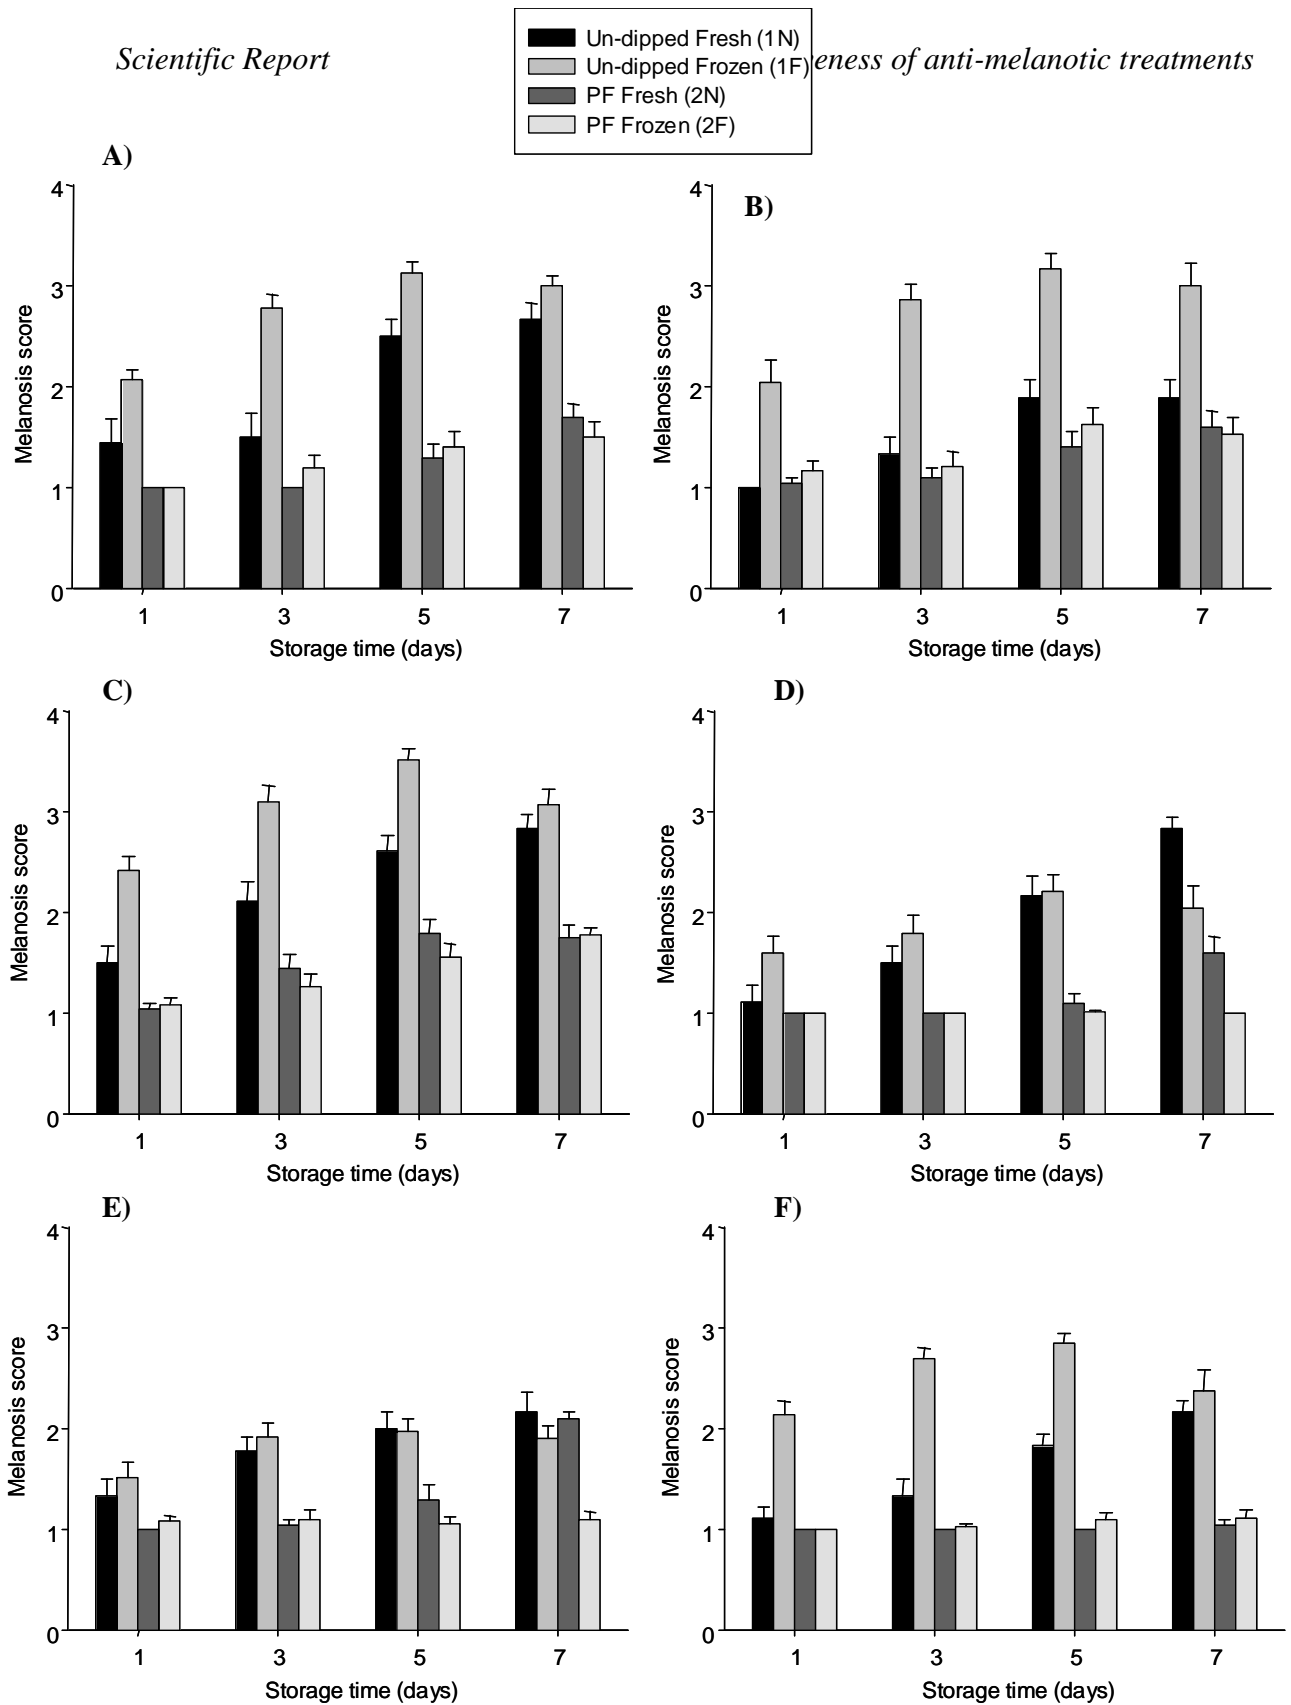 Scientific Report
eness of anti-melanotic treatments
Un-dipped Fresh (1N)
Un-dipped Frozen (1F)
PF Fresh (2N)
PF Frozen (2F)
A)
4
3
2
1
0
Melanosis score
1 3 5 7
Storage time (days)
B)
4
3
2
1
0
Melanosis score
1 3 5 7
Storage time (days)
C)
4
3
2
1
0
Melanosis score
1 3 5 7
Storage time (days)
D)
4
3
2
1
0
Melanosis score
1 3 5 7
Storage time (days)
E)
4
3
2
1
0
Melanosis score
1 3 5 7
Storage time (days)
F)
4
3
2
1
0
Melanosis score
1 3 5 7
Storage time (days)